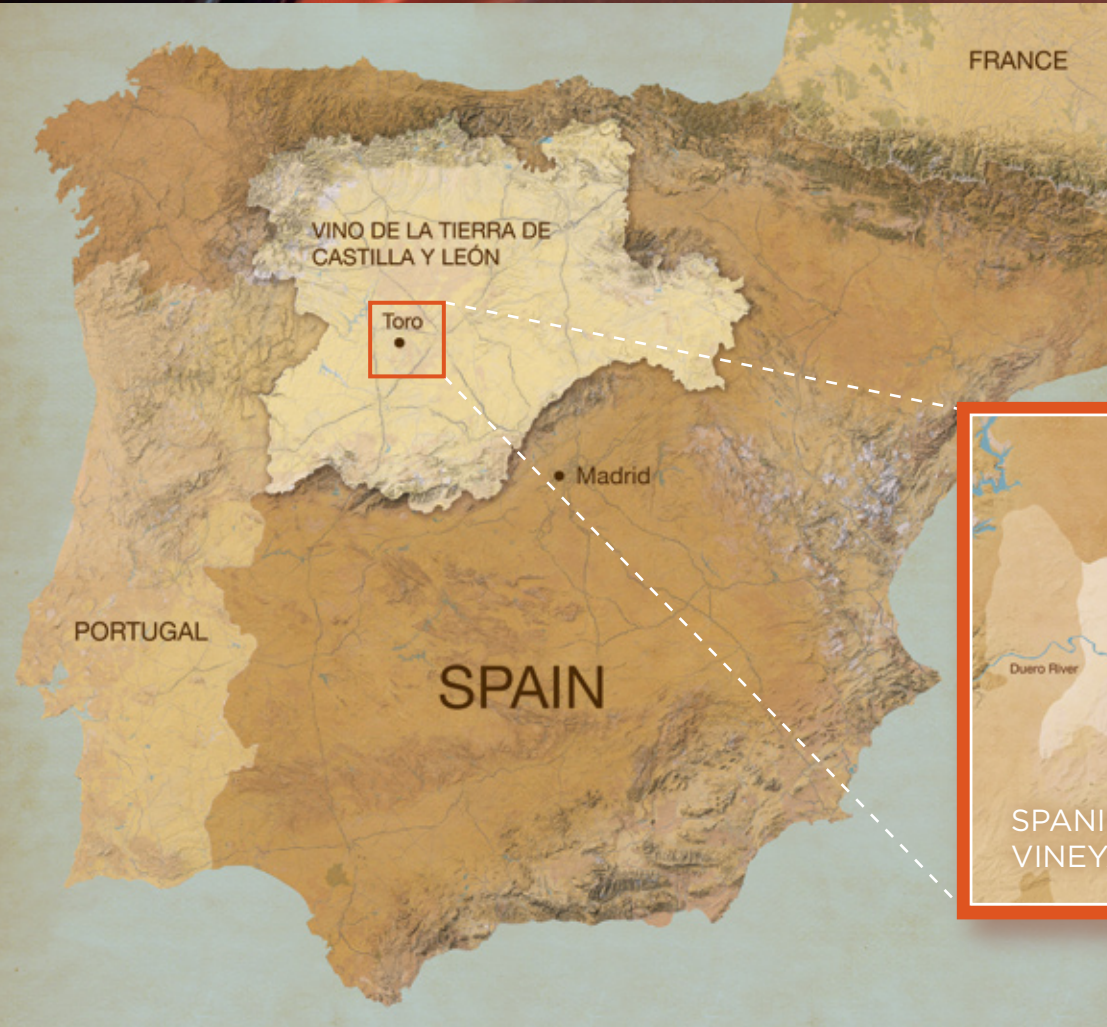 FRANCE
VINO DE LA TIERRA DE
CASTILLA Y LEÓN
Toro
Madrid
PORTUGAL
SPAIN
Duero River
SPANI
VINEY